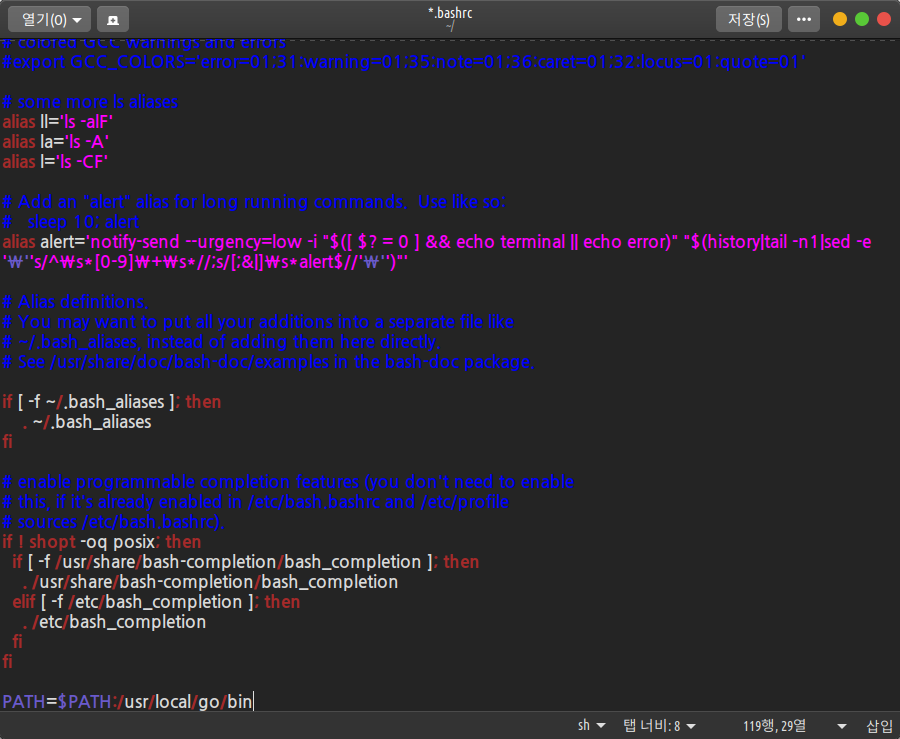 열기(O)
*.bashrc
~/
저장(S)
# colored GCC warnings and errors
#export GCC_COLORS='error=01;31:warning=01;35:note=01;36:caret=01;32:locus=01:quote=01'
# some more ls aliases
alias ll='ls -alF'
alias la='ls -A'
alias l='ls -CF'
# Add an "alert" alias for long running commands.  Use like so:
#   sleep 10; alert
alias alert='notify-send --urgency=low -i "$([ $? = 0 ] && echo terminal || echo error)" "$(history|tail -n1|sed -e
'₩''s/^₩s*[0-9]₩+₩s*//;s/[;&|]₩s*alert$//'₩'')"'
# Alias definitions.
# You may want to put all your additions into a separate file like
# ~/.bash_aliases, instead of adding them here directly.
# See /usr/share/doc/bash-doc/examples in the bash-doc package.
if [ -f ~/.bash_aliases ]; then
    . ~/.bash_aliases
fi
# enable programmable completion features (you don't need to enable
# this, if it's already enabled in /etc/bash.bashrc and /etc/profile
# sources /etc/bash.bashrc).
if ! shopt -oq posix; then
  if [ -f /usr/share/bash-completion/bash_completion ]; then
    . /usr/share/bash-completion/bash_completion
  elif [ -f /etc/bash_completion ]; then
    . /etc/bash_completion
  fi
fi
PATH=$PATH:/usr/local/go/bin
sh
탭 너비: 8
119행, 29열
삽입